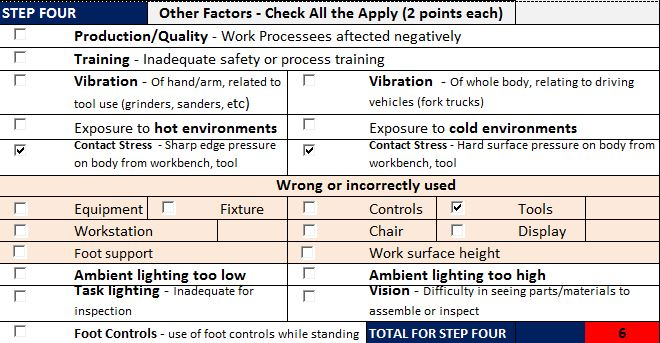 STEP FOUR Other Factors - Check All the Apply (2 points each)
Production/Quality - Work Processees affected negatively
Training - Inadequate safety or process training
Vibration - Of hand/arm, related to
tool use (grinders, sanders, etc)
Vibration - Of whole body, relating to driving
vehicles (fork trucks)
Exposure to hot environments
Exposure to cold environments
Contact Stress - Sharp edge pressure
on body from workbench, tool
Contact Stress - Hard surface pressure on body from
workbench, tool
Wrong or incorrectly used
Equipment Fixture Controls Tools
Workstation Chair Display
Foot support Work surface height
Ambient lighting too low Ambient lighting too high
Task lighting - Inadequate for
inspection
Vision - Difficulty in seeing parts/materials to
assemble or inspect
Foot Controls - use of foot controls while standing TOTAL FOR STEP FOUR 6